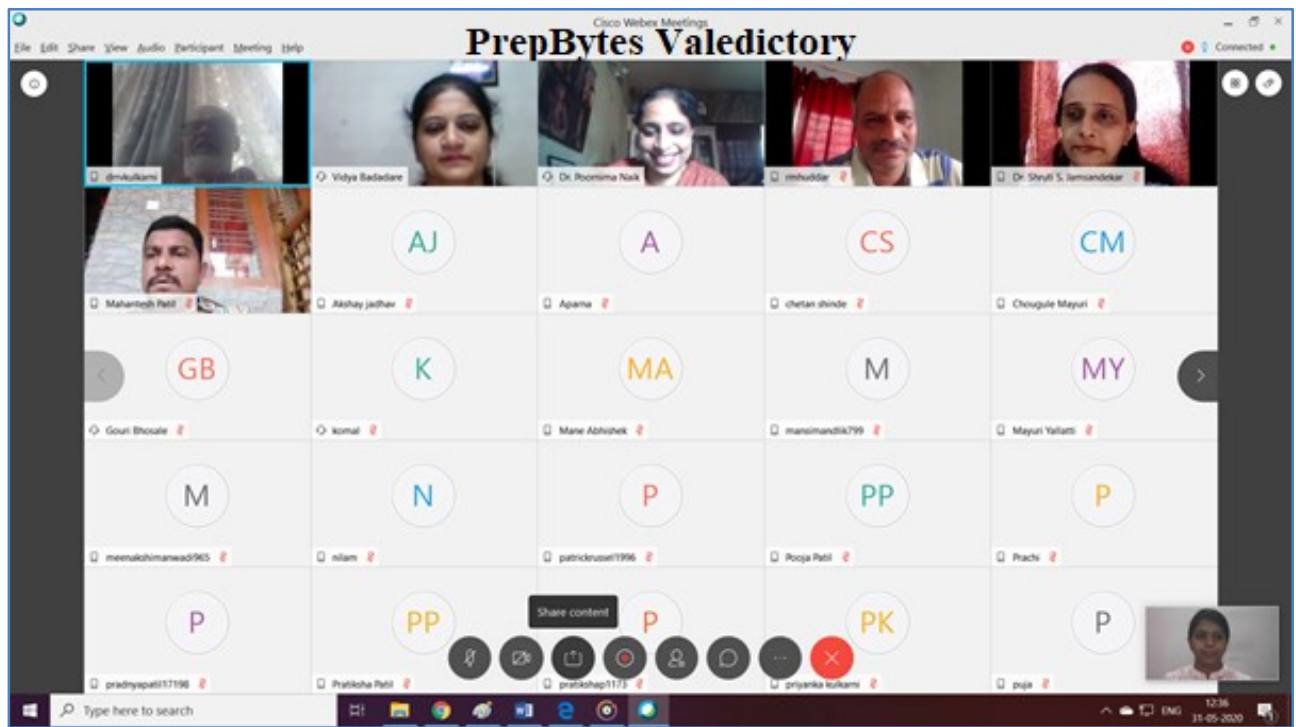 Cisco Webex Meetings
PrepBytes Valedictory
File Edit Share View Audio Participant Meeting Help
Connected
dmvkulkarni
Vidya Badadare
Dr. Poornima Naik
rmhuddar
Dr. Shruti S. Jamsandekar
Mahantesh Patil
AJ
Akshay jadhav
A
Aparna
CS
chetan shinde
CM
Chougule Mayuri
GB
Gouri Bhosale
K
komal
MA
Mane Abhishek
M
mansimandlik799
MY
Mayuri Yallatti
M
meenakshimanwadi965
N
nilam
P
patrickrussel1996
PP
Pooja Patil
P
Prachi
P
pradnyapatil17198
PP
Pratiksha Patil
Share content
P
pratikshap1173
PK
priyanka kulkarni
P
puja
Type here to search
ENG
12:36
31-05-2020